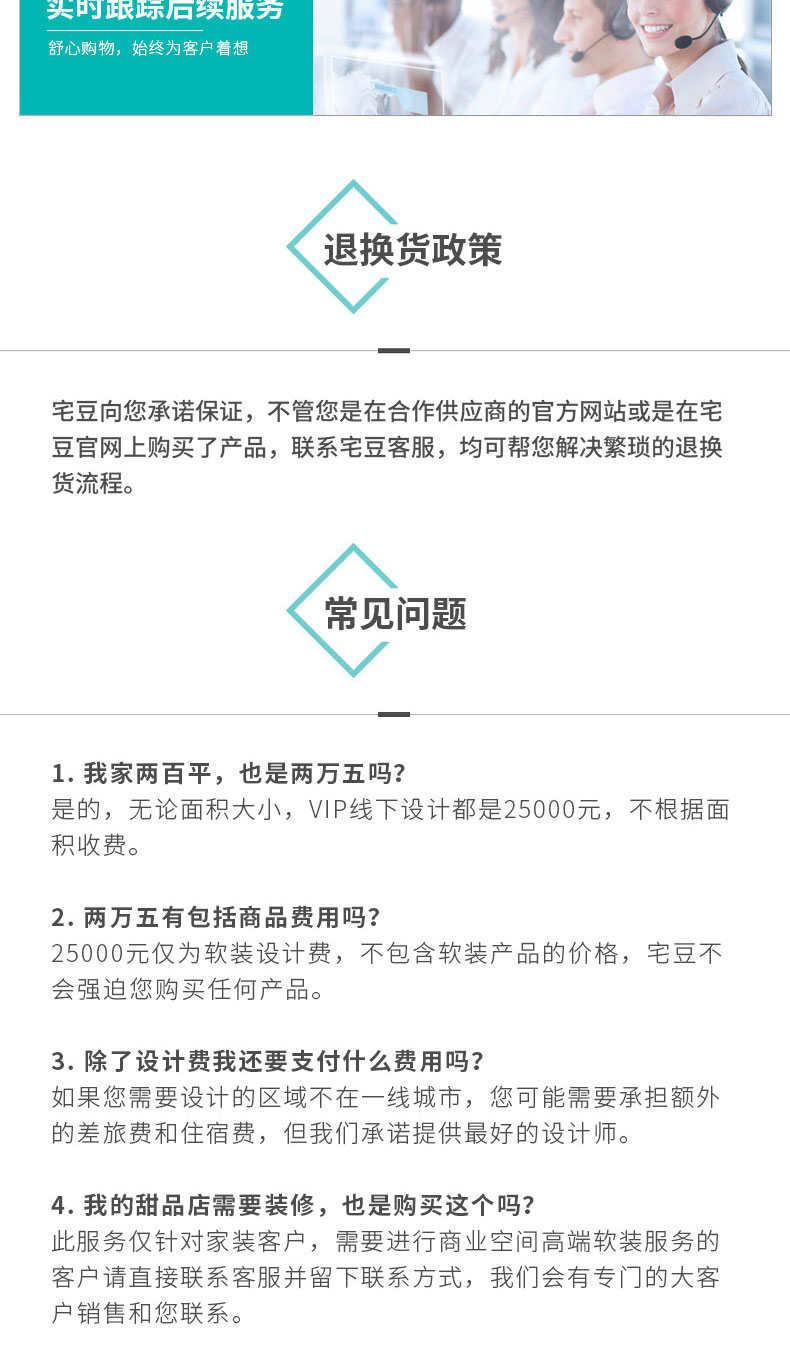 实时跟踪后续服务
舒心购物，始终为客户着想
退换货政策
宅豆向您承诺保证，不管您是在合作供应商的官方网站或是在宅
豆官网上购买了产品，联系宅豆客服，均可帮您解决繁琐的退换
货流程。
常见问题
1. 我家两百平，也是两万五吗？
是的，无论面积大小，VIP线下设计都是25000元，不根据面
积收费。
2. 两万五有包括商品费用吗？
25000元仅为软装设计费，不包含软装产品的价格，宅豆不
会强迫您购买任何产品。
3. 除了设计费我还要支付什么费用吗？
如果您需要设计的区域不在一线城市，您可能需要承担额外
的差旅费和住宿费，但我们承诺提供最好的设计师。
4. 我的甜品店需要装修，也是购买这个吗？
此服务仅针对家装客户，需要进行商业空间高端软装服务的
客户请直接联系客服并留下联系方式，我们会有专门的大客
户销售和您联系。